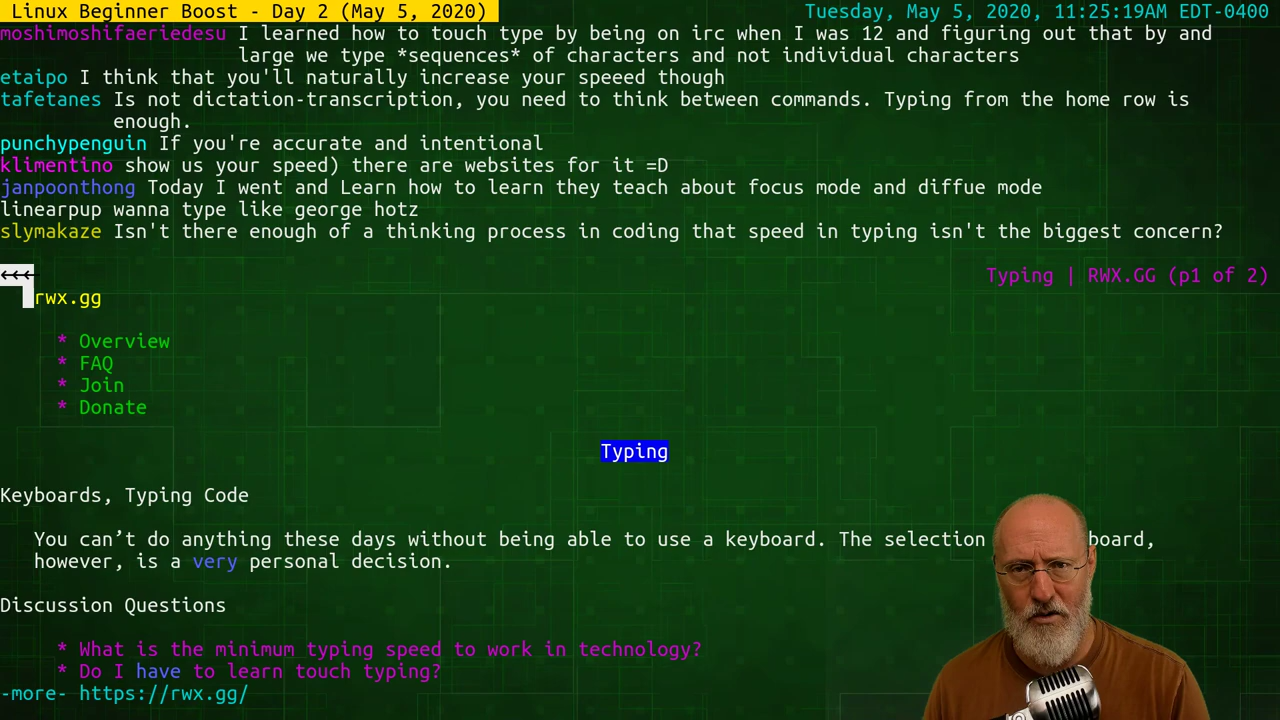 Linux Beginner Boost - Day 2 (May 5, 2020) Tuesday, May 5, 2020, 11:25:19AM EDT-0400
moshimoshifaeriedesu I learned how to touch type by being on irc when I was 12 and figuring out that by and
large we type *sequences* of characters and not individual characters
etaipo I think that you'll naturally increase your speeed though
tafetanes Is not dictation-transcription, you need to think between commands. Typing from the home row is
enough.
punchypenguin If you're accurate and intentional
klimentino show us your speed) there are websites for it =D
janpoonthong Today I went and Learn how to learn they teach about focus mode and diffue mode
linearpup wanna type like george hotz
slymakaze Isn't there enough of a thinking process in coding that speed in typing isn't the biggest concern?
←←← Typing | RWX.GG (p1 of 2)
rwx.gg
* Overview
* FAQ
* Join
* Donate
Typing
Keyboards, Typing Code
You can’t do anything these days without being able to use a keyboard. The selection board,
however, is a very personal decision.
Discussion Questions
* What is the minimum typing speed to work in technology?
* Do I have to learn touch typing?
-more- https://rwx.gg/